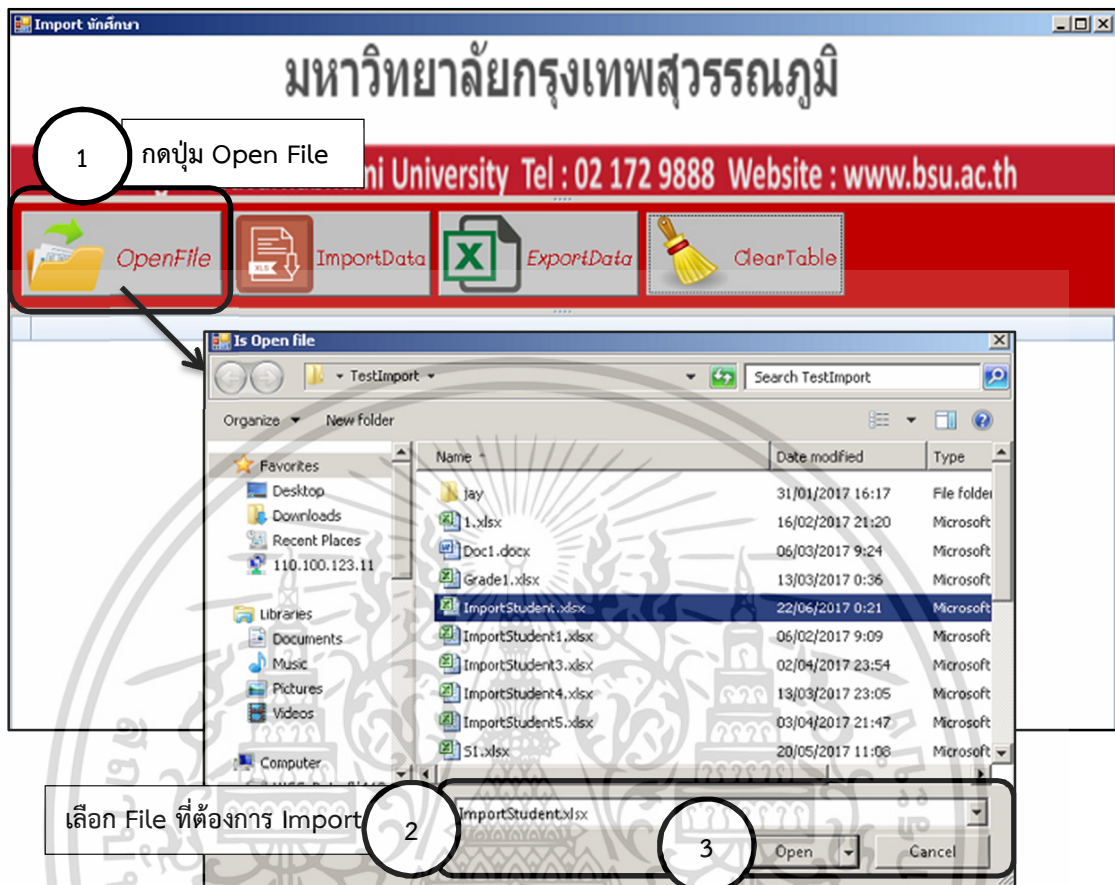 Import นักศึกษา
มหาวิทยาลัยกรุงเทพสุวรรณภูมิ
1
กดปุ่ม Open File
University Tel : 02 172 9888 Website : www.bsu.ac.th
OpenFile
ImportData
ExportData
ClearTable
Is Open file
TestImport
Search TestImport
Organize
New folder
Favorites
Desktop
Downloads
Recent Places
110.100.123.11
Libraries
Documents
Music
Pictures
Videos
Computer
Name
Date modified
Type
jay 31/01/2017 16:17 File folder
1.xlsx 16/02/2017 21:20 Microsoft
Doc1.docx 06/03/2017 9:24 Microsoft
Grade1.xlsx 13/03/2017 0:36 Microsoft
ImportStudent.xlsx 22/06/2017 0:21 Microsoft
ImportStudent1.xlsx 06/02/2017 9:09 Microsoft
ImportStudent3.xlsx 02/04/2017 23:54 Microsoft
ImportStudent4.xlsx 13/03/2017 23:05 Microsoft
ImportStudent5.xlsx 03/04/2017 21:47 Microsoft
S1.xlsx 20/05/2017 11:08 Microsoft
เลือก File ที่ต้องการ Import
2
ImportStudent.xlsx
3
Open
Cancel